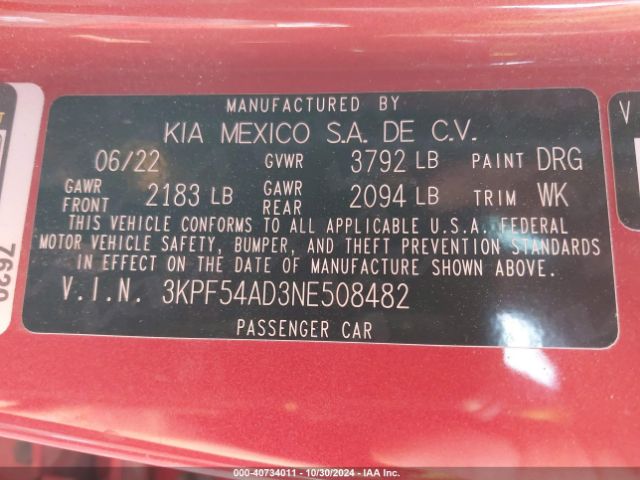 MANUFACTURED BY
KIA MEXICO S.A. DE C.V.
06/22 GVWR 3792 LB PAINT DRG
GAWR FRONT 2183 LB GAWR REAR 2094 LB TRIM WK
THIS VEHICLE CONFORMS TO ALL APPLICABLE U.S.A. FEDERAL
MOTOR VEHICLE SAFETY, BUMPER, AND THEFT PREVENTION STANDARDS
IN EFFECT ON THE DATE OF MANUFACTURE SHOWN ABOVE.
V.I.N. 3KPF54AD3NE508482
PASSENGER CAR
V
000-40734011 - 10/30/2024 - IAA Inc.